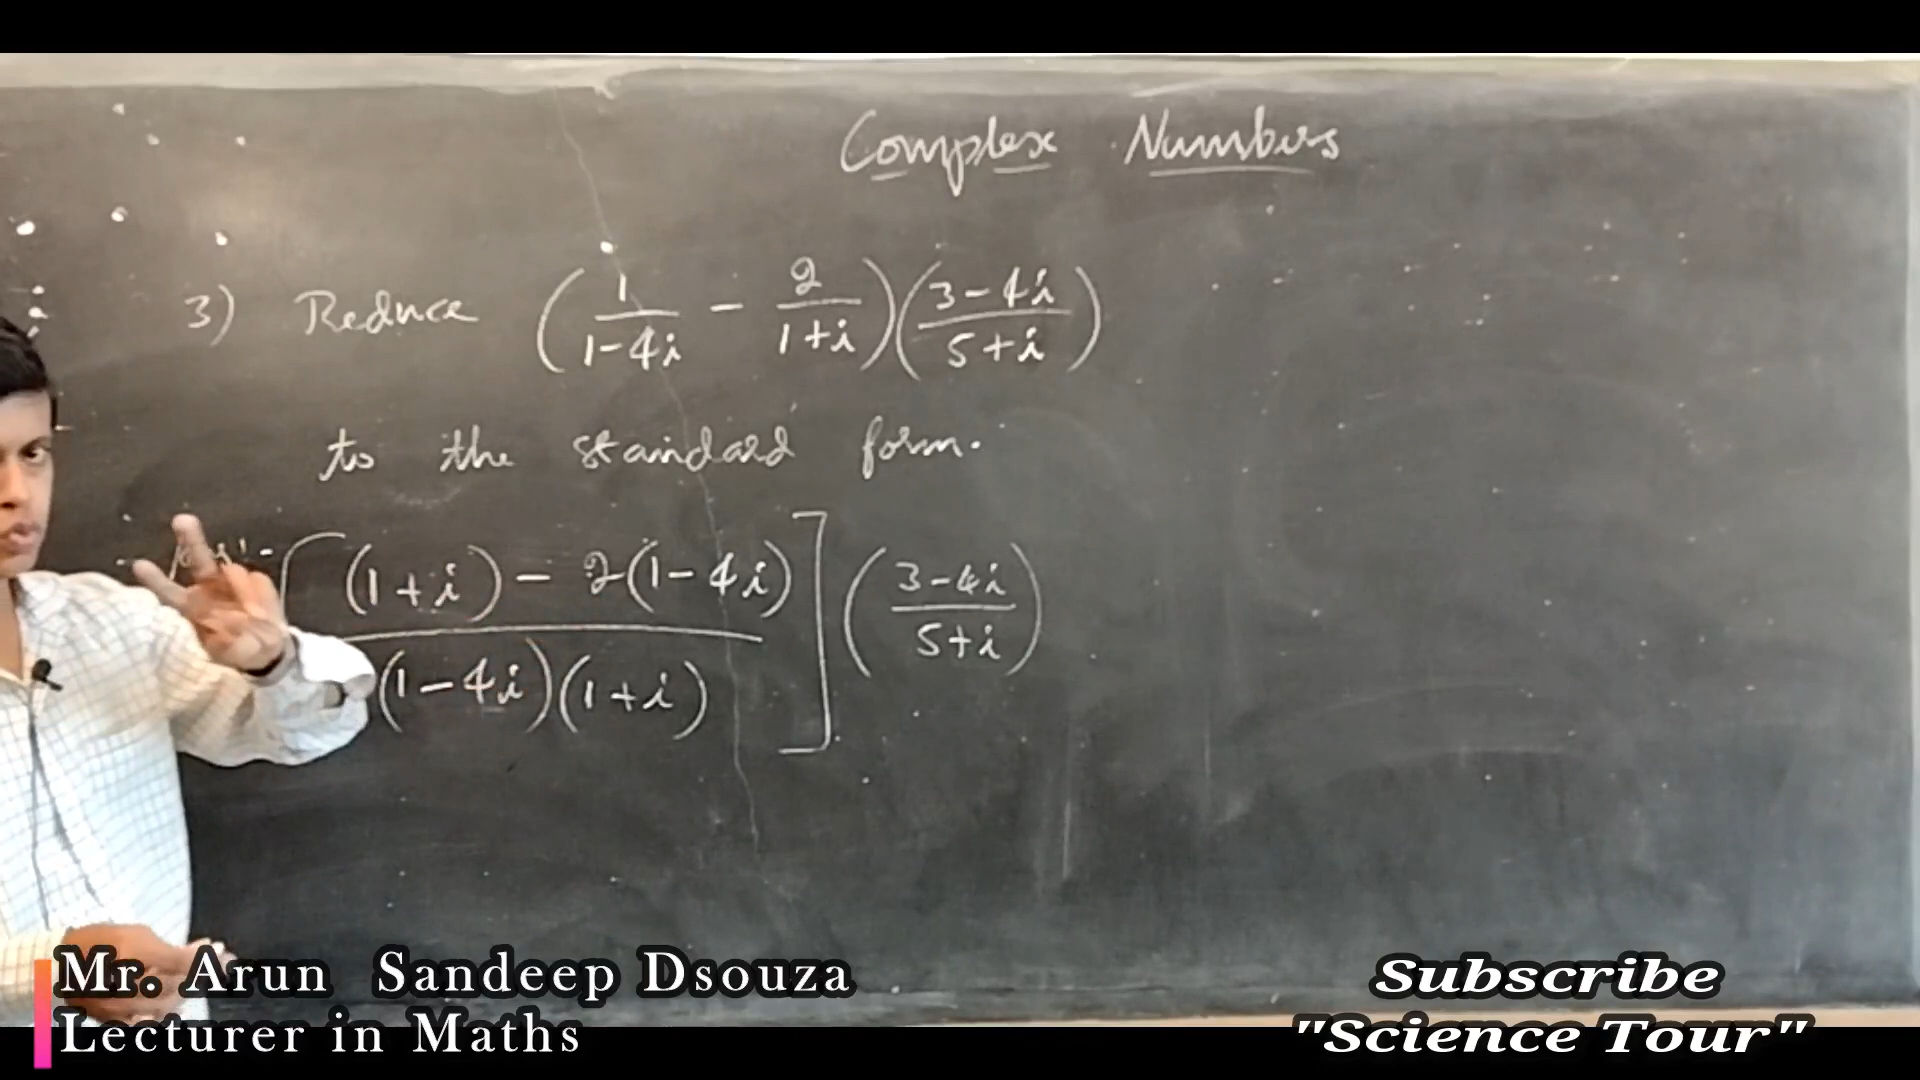 Complex Numbers
3) Reduce (1/(1-4i) - 2/(1+i)) ((3-4i)/(5+i))
to the standard form.
[((1+i) - 2(1-4i))/((1-4i)(1+i))] ((3-4i)/(5+i))
Mr. Arun Sandeep Dsouza
Lecturer in Maths
Subscribe
"Science Tour"